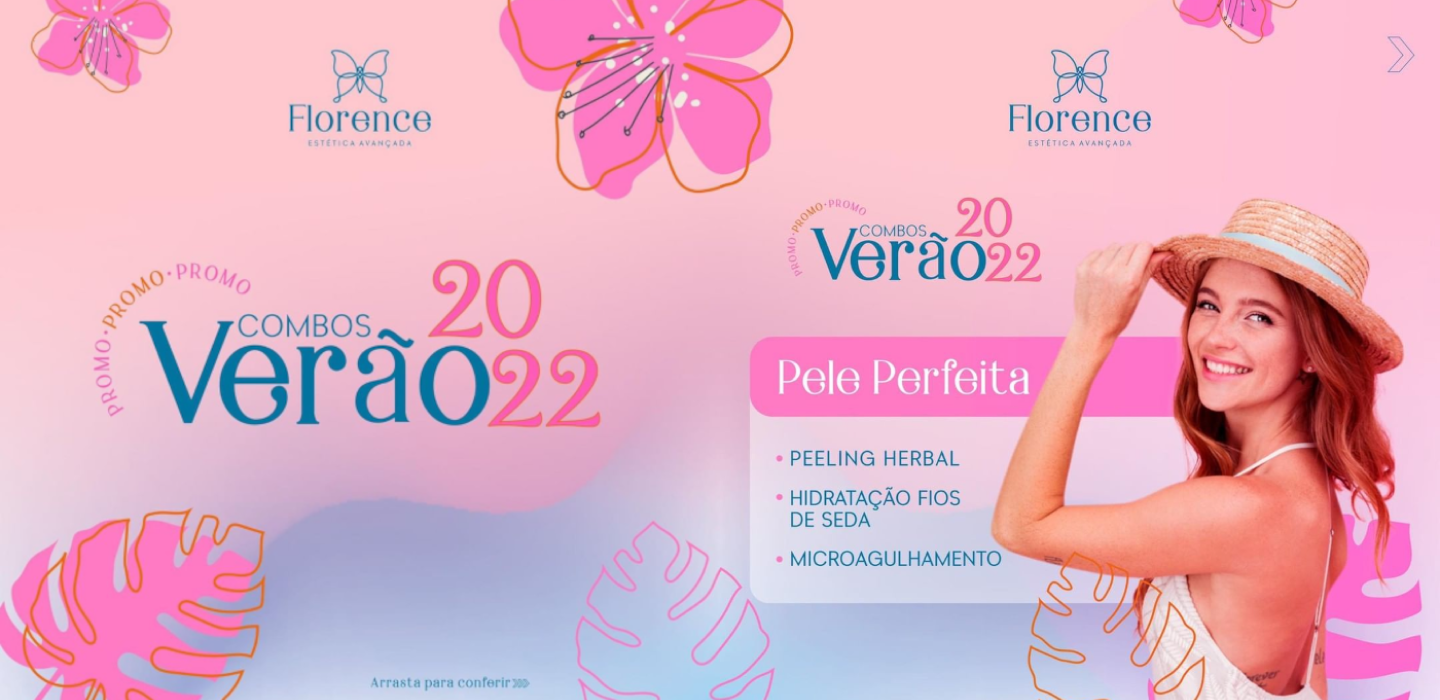 Florence
ESTÉTICA AVANÇADA
PROMO•PROMO•PROMO
COMBOS
Verão
20
22
Arrasta para conferir
Florence
ESTÉTICA AVANÇADA
PROMO•PROMO•PROMO
COMBOS
Verão
20
22
Pele Perfeita
• PEELING HERBAL
• HIDRATAÇÃO FIOS
DE SEDA
• MICROAGULHAMENTO